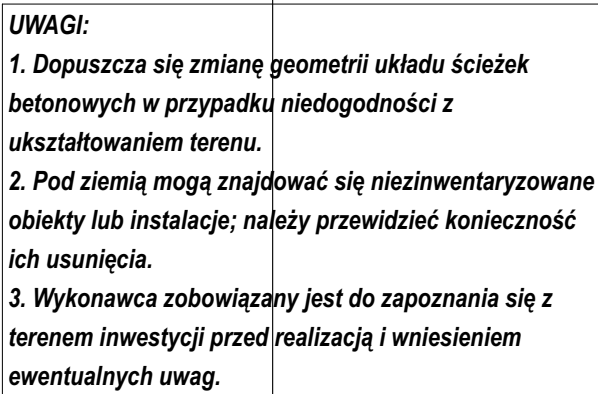 UWAGI:
1. Dopuszcza się zmianę geometrii układu ścieżek
betonowych w przypadku niedogodności z
ukształtowaniem terenu.
2. Pod ziemią mogą znajdować się niezinwentaryzowane
obiekty lub instalacje; należy przewidzieć konieczność
ich usunięcia.
3. Wykonawca zobowiązany jest do zapoznania się z
terenem inwestycji przed realizacją i wniesieniem
ewentualnych uwag.